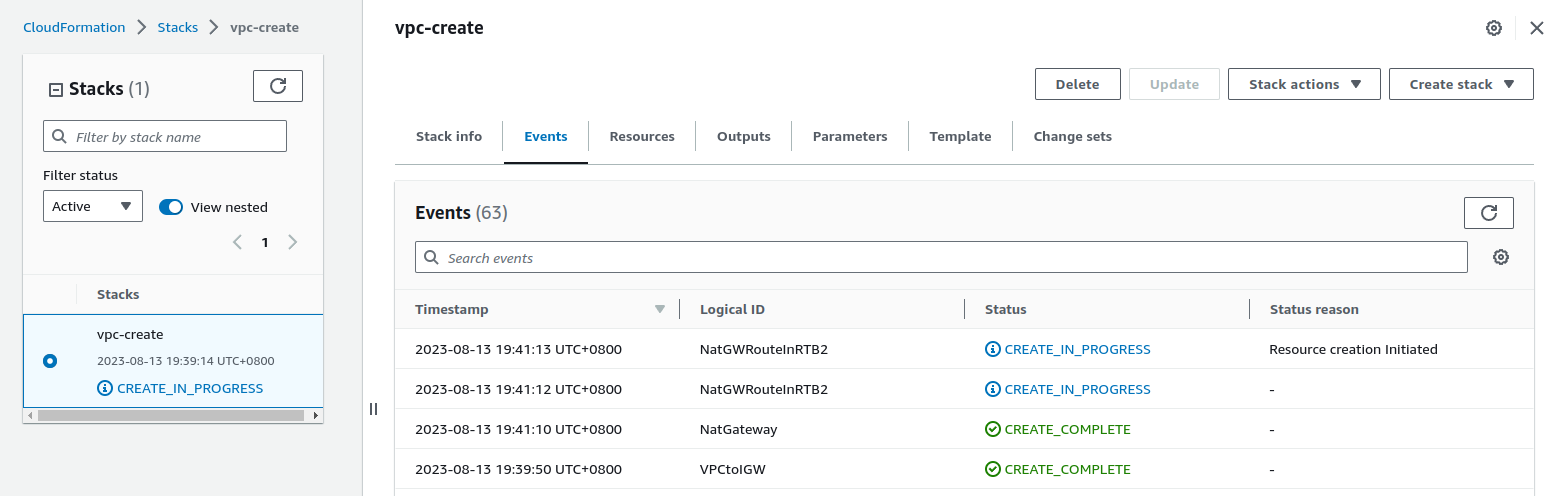 CloudFormation > Stacks > vpc-create
Stacks (1)
Filter by stack name
Filter status
Active
View nested
1
Stacks
vpc-create
2023-08-13 19:39:14 UTC+0800
CREATE_IN_PROGRESS
vpc-create
Delete Update Stack actions Create stack
Stack info Events Resources Outputs Parameters Template Change sets
Events (63)
Search events
Timestamp Logical ID Status Status reason
2023-08-13 19:41:13 UTC+0800 NatGWRouteInRTB2 CREATE_IN_PROGRESS Resource creation Initiated
2023-08-13 19:41:12 UTC+0800 NatGWRouteInRTB2 CREATE_IN_PROGRESS -
2023-08-13 19:41:10 UTC+0800 NatGateway CREATE_COMPLETE -
2023-08-13 19:39:50 UTC+0800 VPCtoIGW CREATE_COMPLETE -